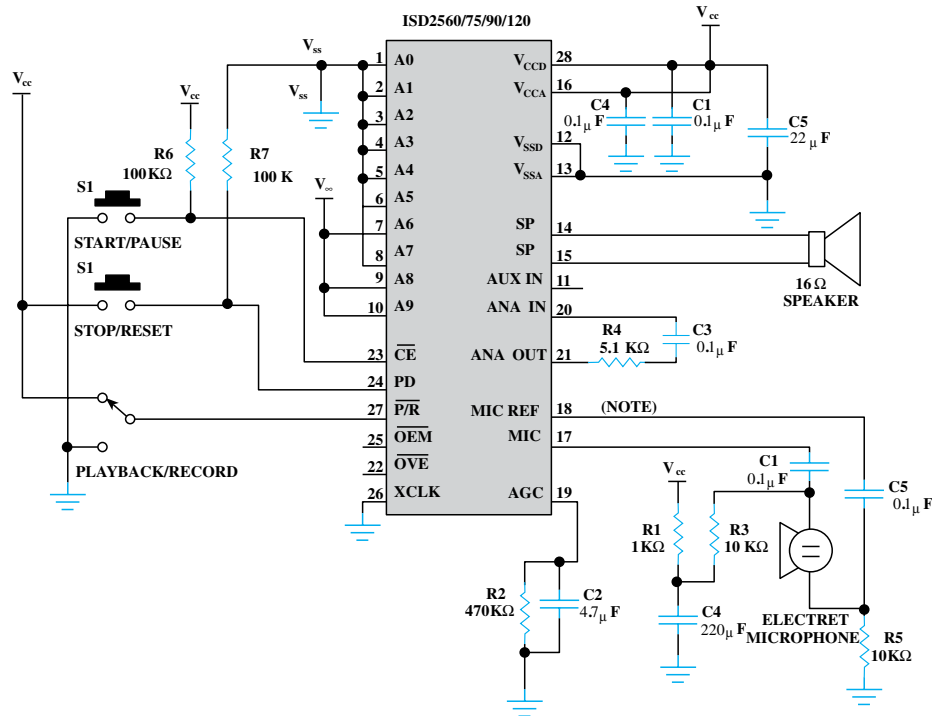 ISD2560/75/90/120
Vss
Vss
Vcc
Vcc
R6
100KΩ
R7
100 K
S1
START/PAUSE
S1
STOP/RESET
V∞
PLAYBACK/RECORD
1 A0
2 A1
3 A2
4 A3
5 A4
6 A5
7 A6
8 A7
9 A8
10 A9
23 C̅E̅
24 PD
27 P̅/̅R̅
25 O̅E̅M̅
22 O̅V̅E̅
26 XCLK
VCCD 28
VCCA 16
VSSD 12
VSSA 13
SP 14
SP 15
AUX IN 11
ANA IN 20
ANA OUT 21
MIC REF 18 (NOTE)
MIC 17
AGC 19
Vcc
C4
0.1μF
C1
0.1μF
C5
22μF
16Ω
SPEAKER
R4
5.1 KΩ
C3
0.1μF
Vcc
C1
0.1μF
C5
0.1μF
R1
1KΩ
R3
10 KΩ
C4
220μF
ELECTRET
MICROPHONE
R5
10KΩ
R2
470KΩ
C2
4.7μF